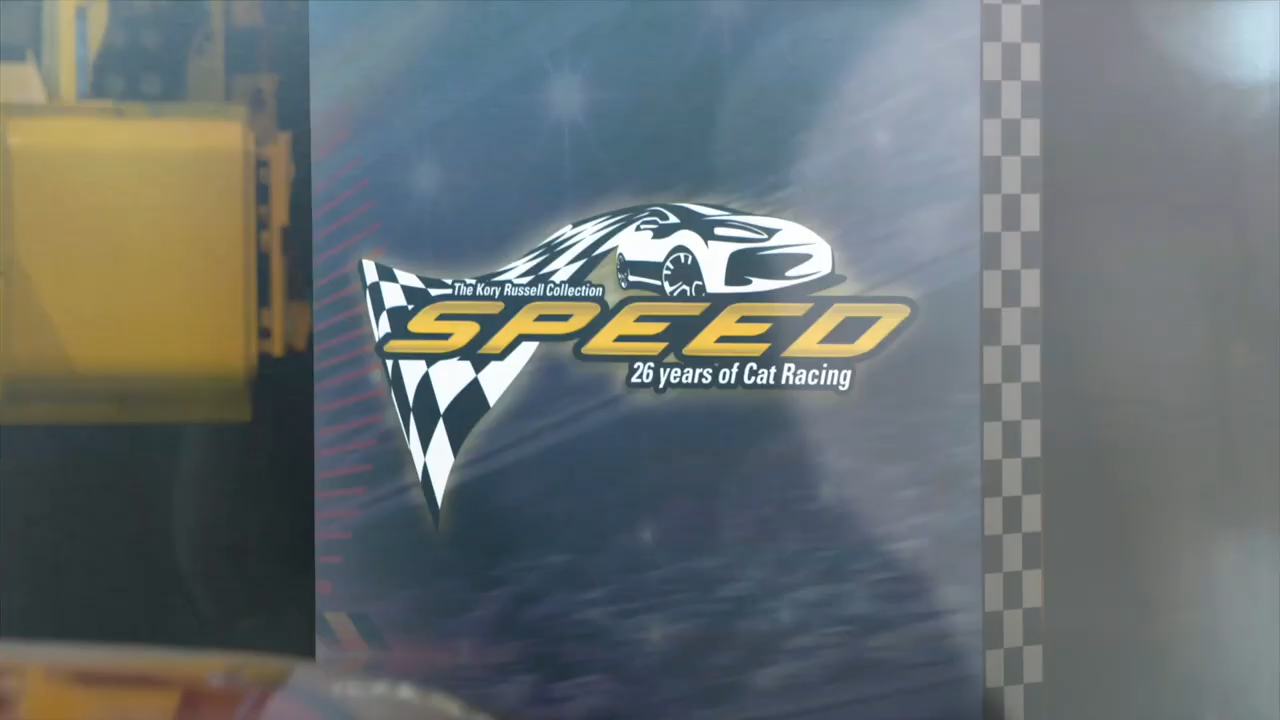 The Kory Russell Collection
SPEED
26 years of Cat Racing